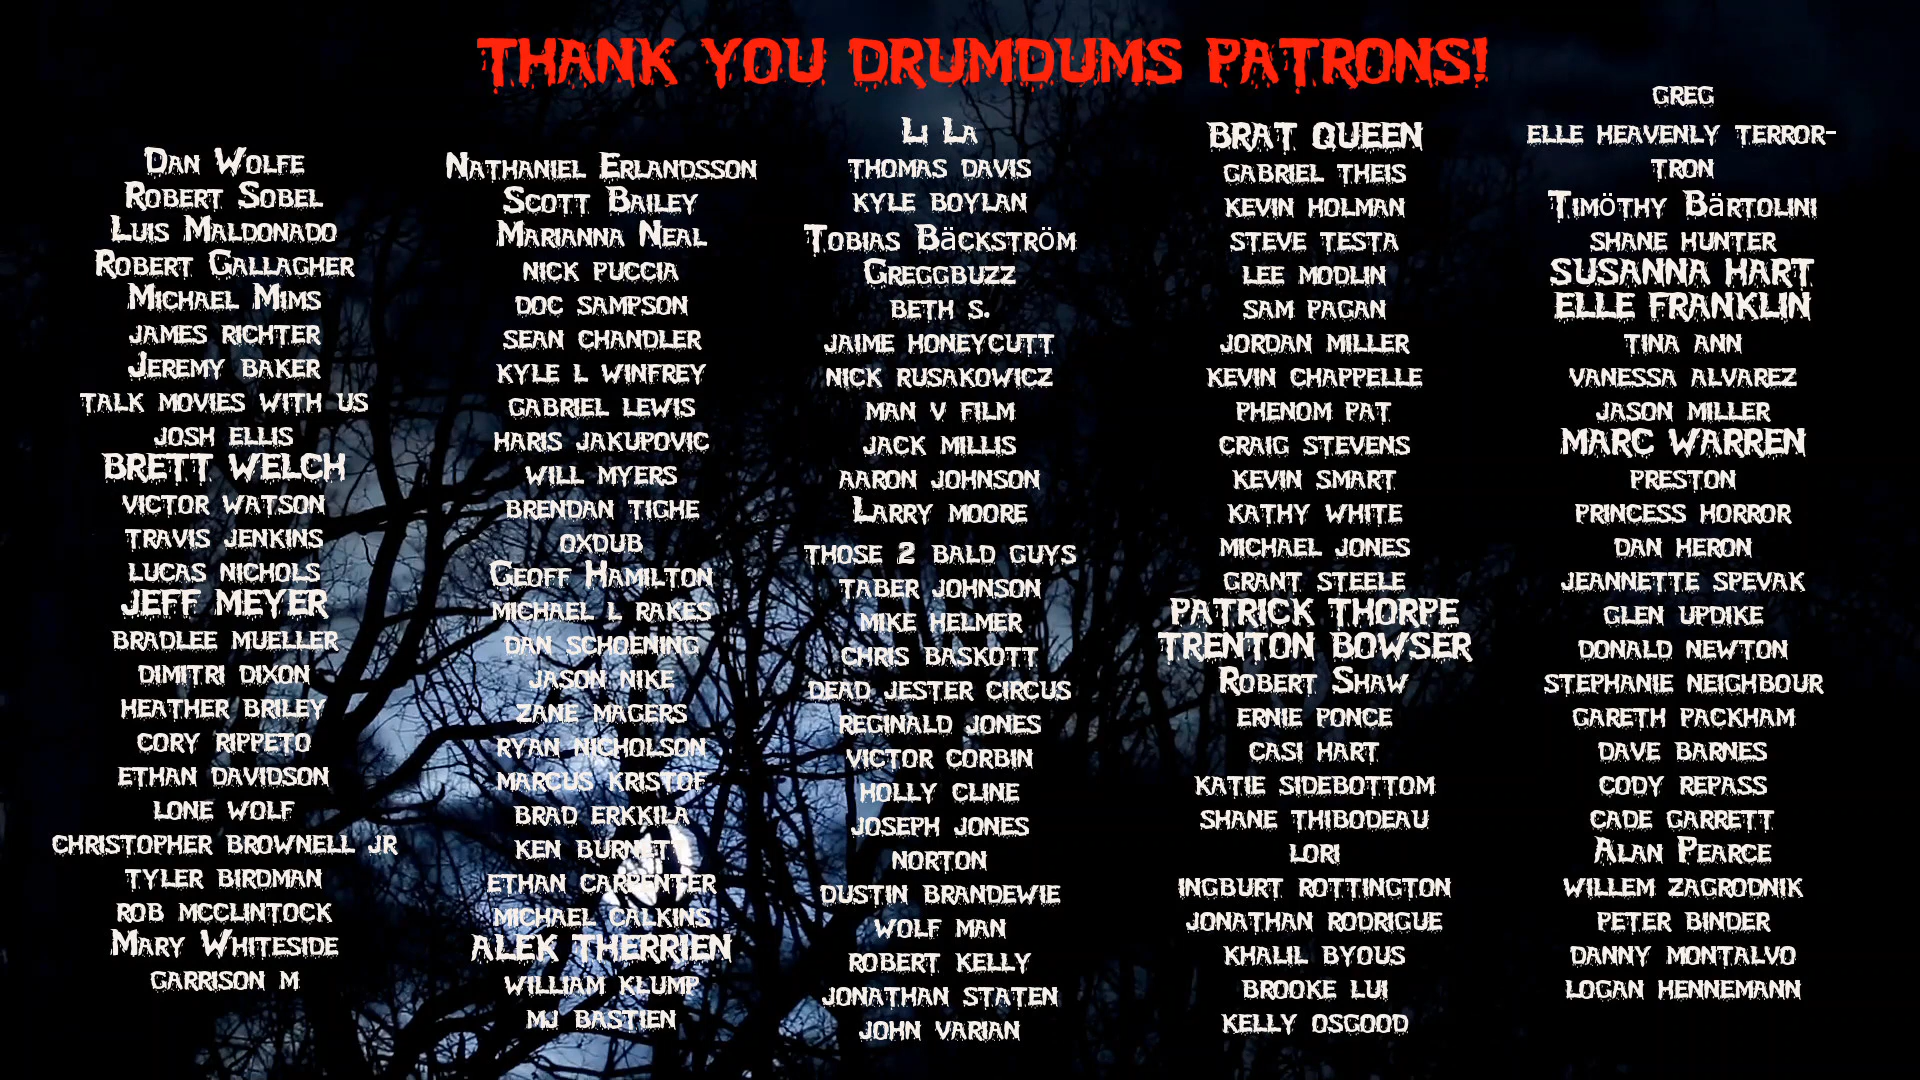 THANK YOU DRUMDUMS PATRONS!
Dan Wolfe
Robert Sobel
Luis Maldonado
Robert Gallagher
Michael Mims
james richter
Jeremy baker
talk movies with us
josh ellis
BRETT WELCH
victor watson
travis jenkins
lucas nichols
JEFF MEYER
bradlee mueller
dimitri dixon
heather briley
cory rippeto
ethan davidson
lone wolf
christopher brownell jr
tyler birdman
rob mcclintock
Mary Whiteside
garrison m
Nathaniel Erlandsson
Scott Bailey
Marianna Neal
nick puccia
doc sampson
sean chandler
kyle l winfrey
gabriel lewis
haris jakupovic
will myers
brendan tighe
oxdub
Geoff Hamilton
michael l rakes
dan schoening
jason nike
zane magers
ryan nicholson
marcus kristof
brad erkkila
ken burnett
ethan carpenter
michael calkins
ALEK THERRIEN
william klump
mj bastien
Li La
thomas davis
kyle boylan
Tobias Bäckström
Greggbuzz
beth s.
jaime honeycutt
nick rusakowicz
man v film
jack millis
aaron johnson
Larry moore
those 2 bald guys
taber johnson
mike helmer
chris baskott
dead jester circus
reginald jones
victor corbin
holly cline
joseph jones
norton
dustin brandewie
wolf man
robert kelly
jonathan staten
john varian
BRAT QUEEN
gabriel theis
kevin holman
steve testa
lee modlin
sam pagan
jordan miller
kevin chappelle
phenom pat
craig stevens
kevin smart
kathy white
michael jones
grant steele
PATRICK THORPE
TRENTON BOWSER
Robert Shaw
ernie ponce
casi hart
katie sidebottom
shane thibodeau
lori
ingburt rottington
jonathan rodrigue
khalil byous
brooke lui
kelly osgood
greg
elle heavenly terror-
tron
Timöthy Bärtolini
shane hunter
SUSANNA HART
ELLE FRANKLIN
tina ann
vanessa alvarez
jason miller
MARC WARREN
preston
princess horror
dan heron
jeannette spevak
glen updike
donald newton
stephanie neighbour
gareth packham
dave barnes
cody repass
cade garrett
Alan Pearce
willem zagrodnik
peter binder
danny montalvo
logan hennemann